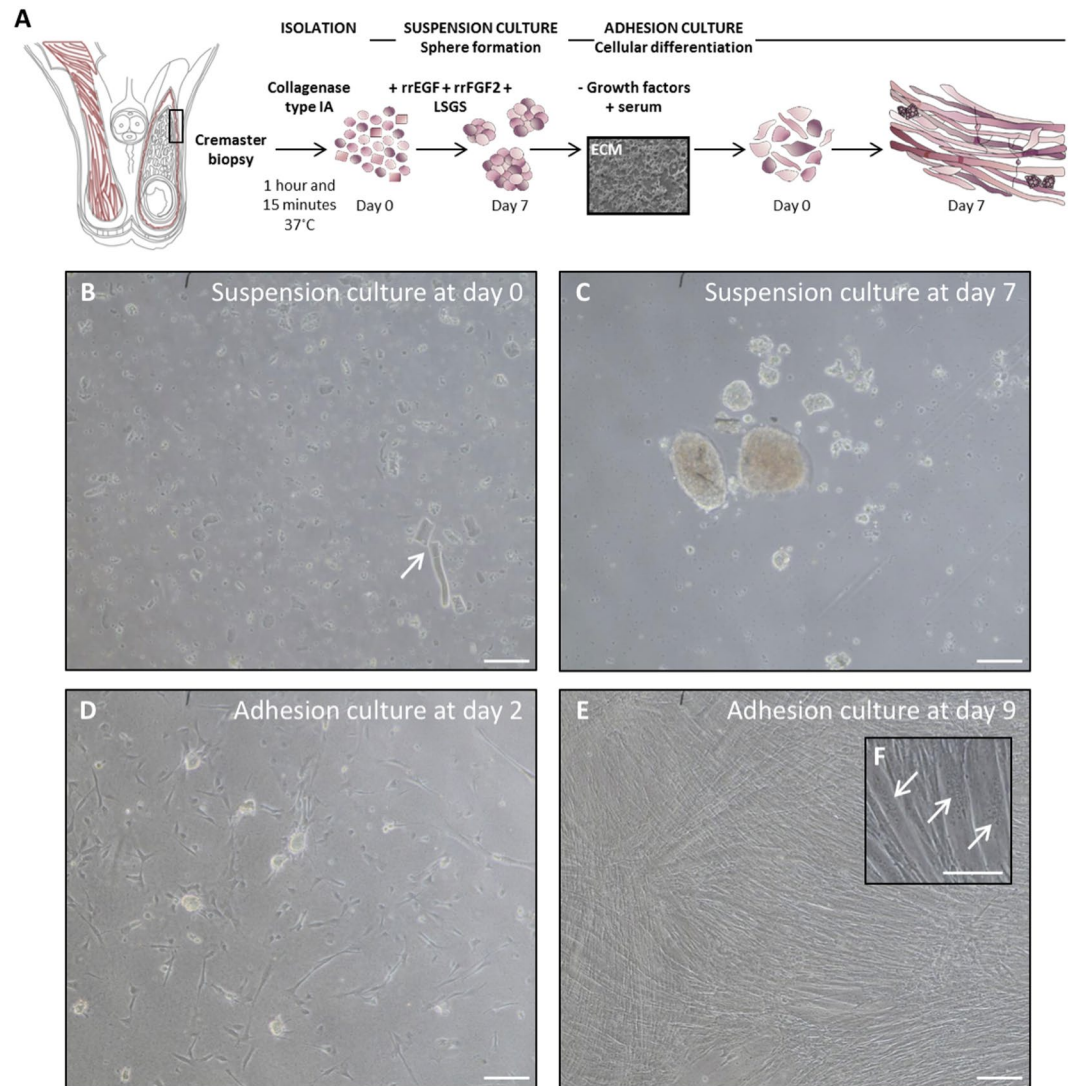 A
ISOLATION
SUSPENSION CULTURE
Sphere formation
ADHESION CULTURE
Cellular differentiation
Cremaster
biopsy
Collagenase
type IA
1 hour and
15 minutes
37˚C
+ rrEGF + rrFGF2 +
LSGS
Day 0
Day 7
- Growth factors
+ serum
ECM
Day 0
Day 7
B
Suspension culture at day 0
C
Suspension culture at day 7
D
Adhesion culture at day 2
E
Adhesion culture at day 9
F